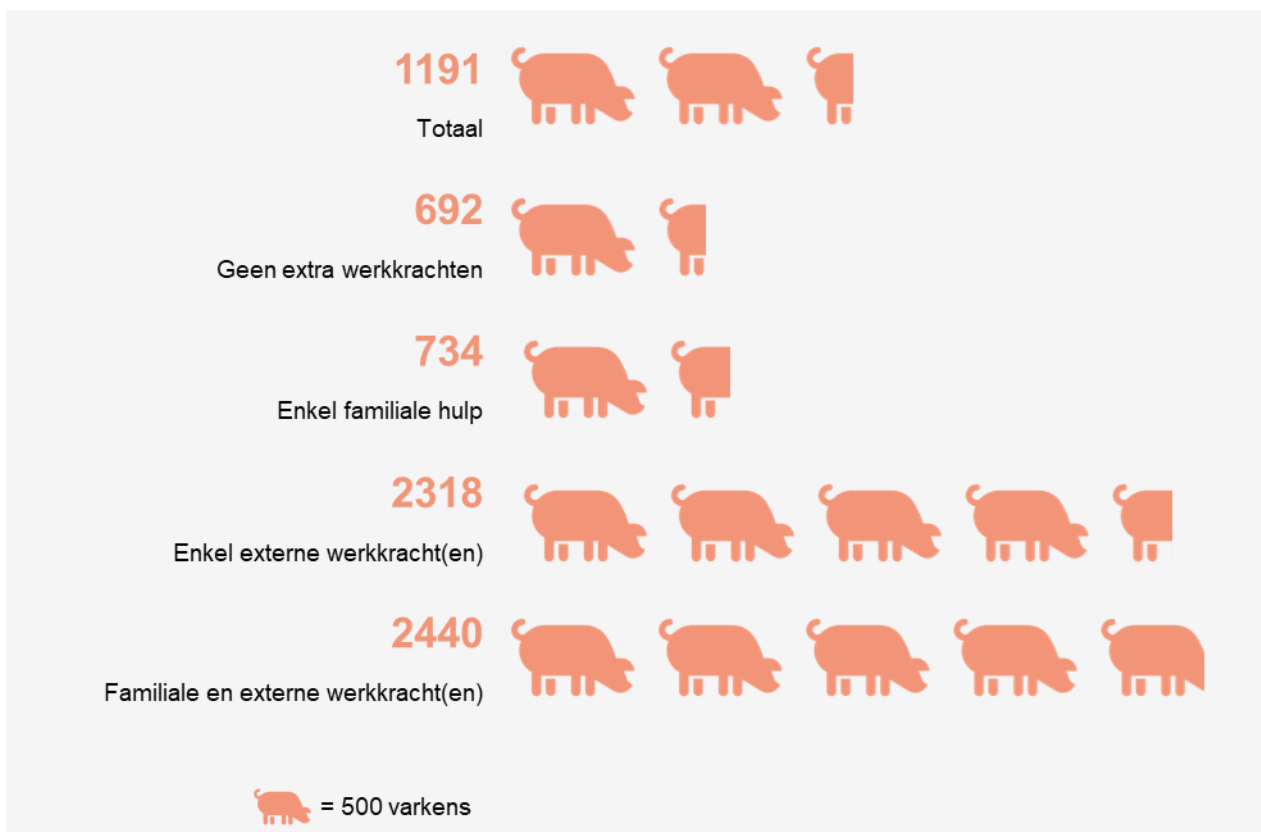 1191
Totaal
692
Geen extra werkkrachten
734
Enkel familiale hulp
2318
Enkel externe werkkracht(en)
2440
Familiale en externe werkkracht(en)
= 500 varkens